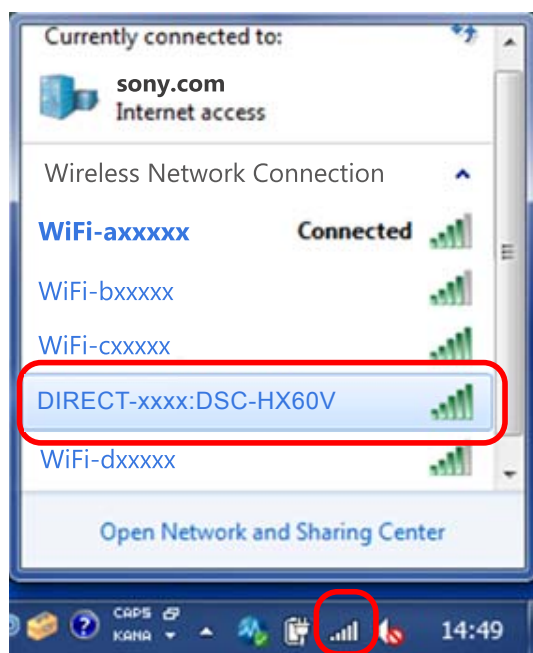 Currently connected to:
sony.com
Internet access
Wireless Network Connection
WiFi-axxxxx Connected
WiFi-bxxxxx
WiFi-cxxxxx
DIRECT-xxxx:DSC-HX60V
WiFi-dxxxxx
Open Network and Sharing Center
CAPS
KANA
14:49